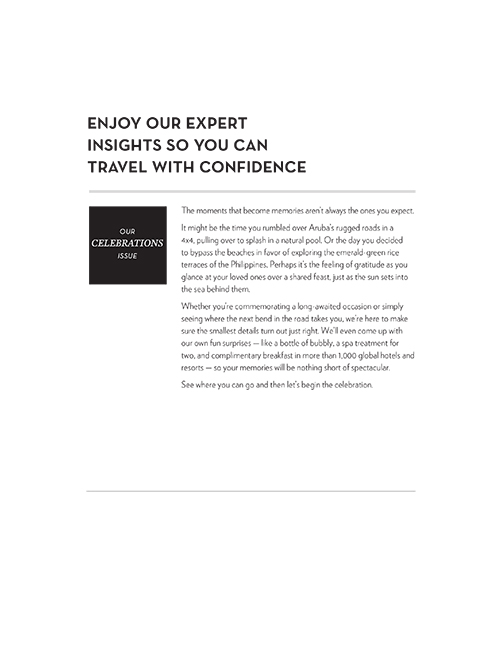 ENJOY OUR EXPERT
INSIGHTS SO YOU CAN
TRAVEL WITH CONFIDENCE
OUR
CELEBRATIONS
ISSUE
The moments that become memories aren't always the ones you expect.
It might be the time you rumbled over Aruba's rugged roads in a
4x4, pulling over to splash in a natural pool. Or the day you decided
to bypass the beaches in favor of exploring the emerald-green rice
terraces of the Philippines. Perhaps it's the feeling of gratitude as you
glance at your loved ones over a shared feast, just as the sun sets into
the sea behind them.
Whether you're commemorating a long-awaited occasion or simply
seeing where the next bend in the road takes you, we're here to make
sure the smallest details turn out just right. We'll even come up with
our own fun surprises — like a bottle of bubbly, a spa treatment for
two, and complimentary breakfast in more than 1,000 global hotels and
resorts — so your memories will be nothing short of spectacular.
See where you can go and then let's begin the celebration.